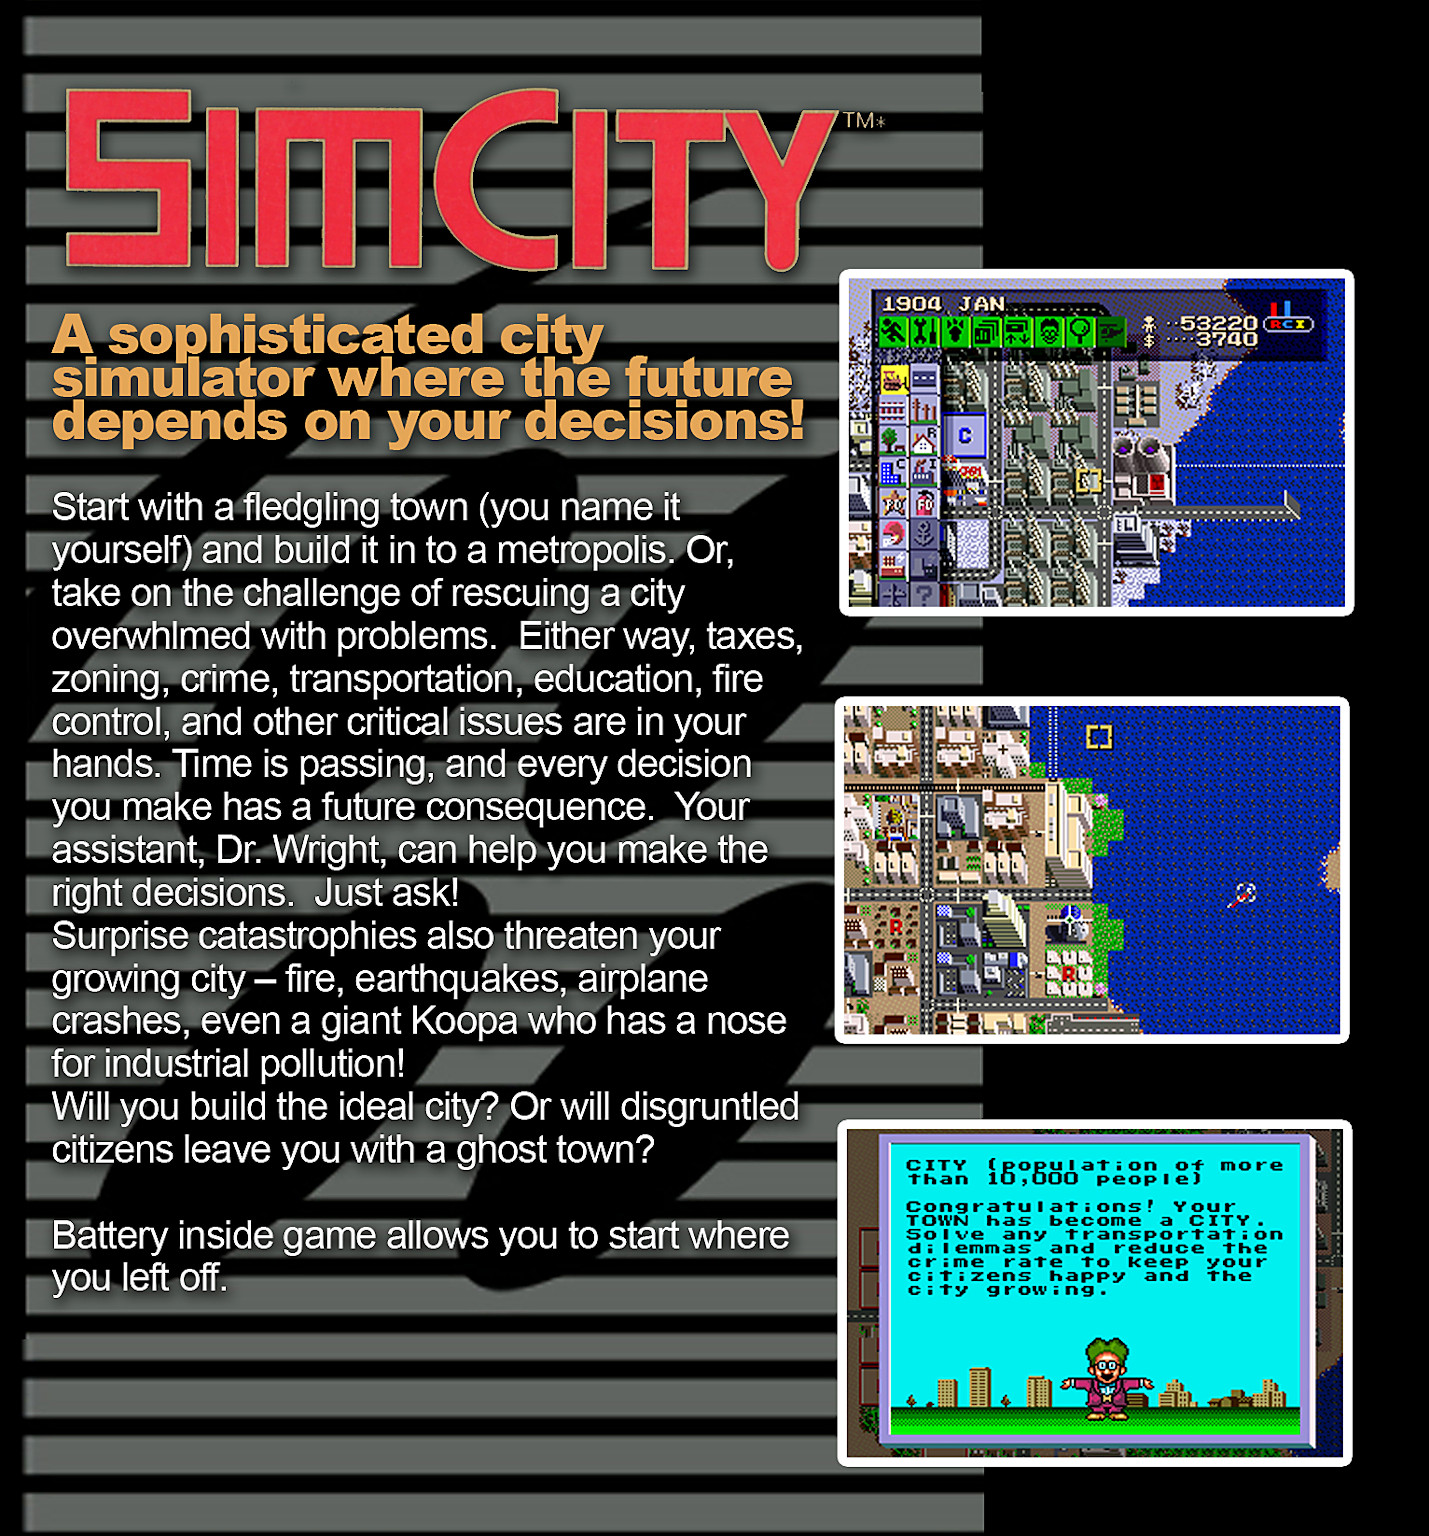 SIMCITY TM*
A sophisticated city
simulator where the future
depends on your decisions!
Start with a fledgling town (you name it
yourself) and build it in to a metropolis. Or,
take on the challenge of rescuing a city
overwhlmed with problems.  Either way, taxes,
zoning, crime, transportation, education, fire
control, and other critical issues are in your
hands. Time is passing, and every decision
you make has a future consequence.  Your
assistant, Dr. Wright, can help you make the
right decisions.  Just ask!
Surprise catastrophies also threaten your
growing city – fire, earthquakes, airplane
crashes, even a giant Koopa who has a nose
for industrial pollution!
Will you build the ideal city? Or will disgruntled
citizens leave you with a ghost town?
Battery inside game allows you to start where
you left off.
1904 JAN
53220
RCI
$ ····3740
R
C
C I
?
R
R
CITY (population of more
than 10,000 people)
Congratulations! Your
TOWN has become a CITY.
Solve any transportation
dilemmas and reduce the
crime rate to keep your
citizens happy and the
city growing.